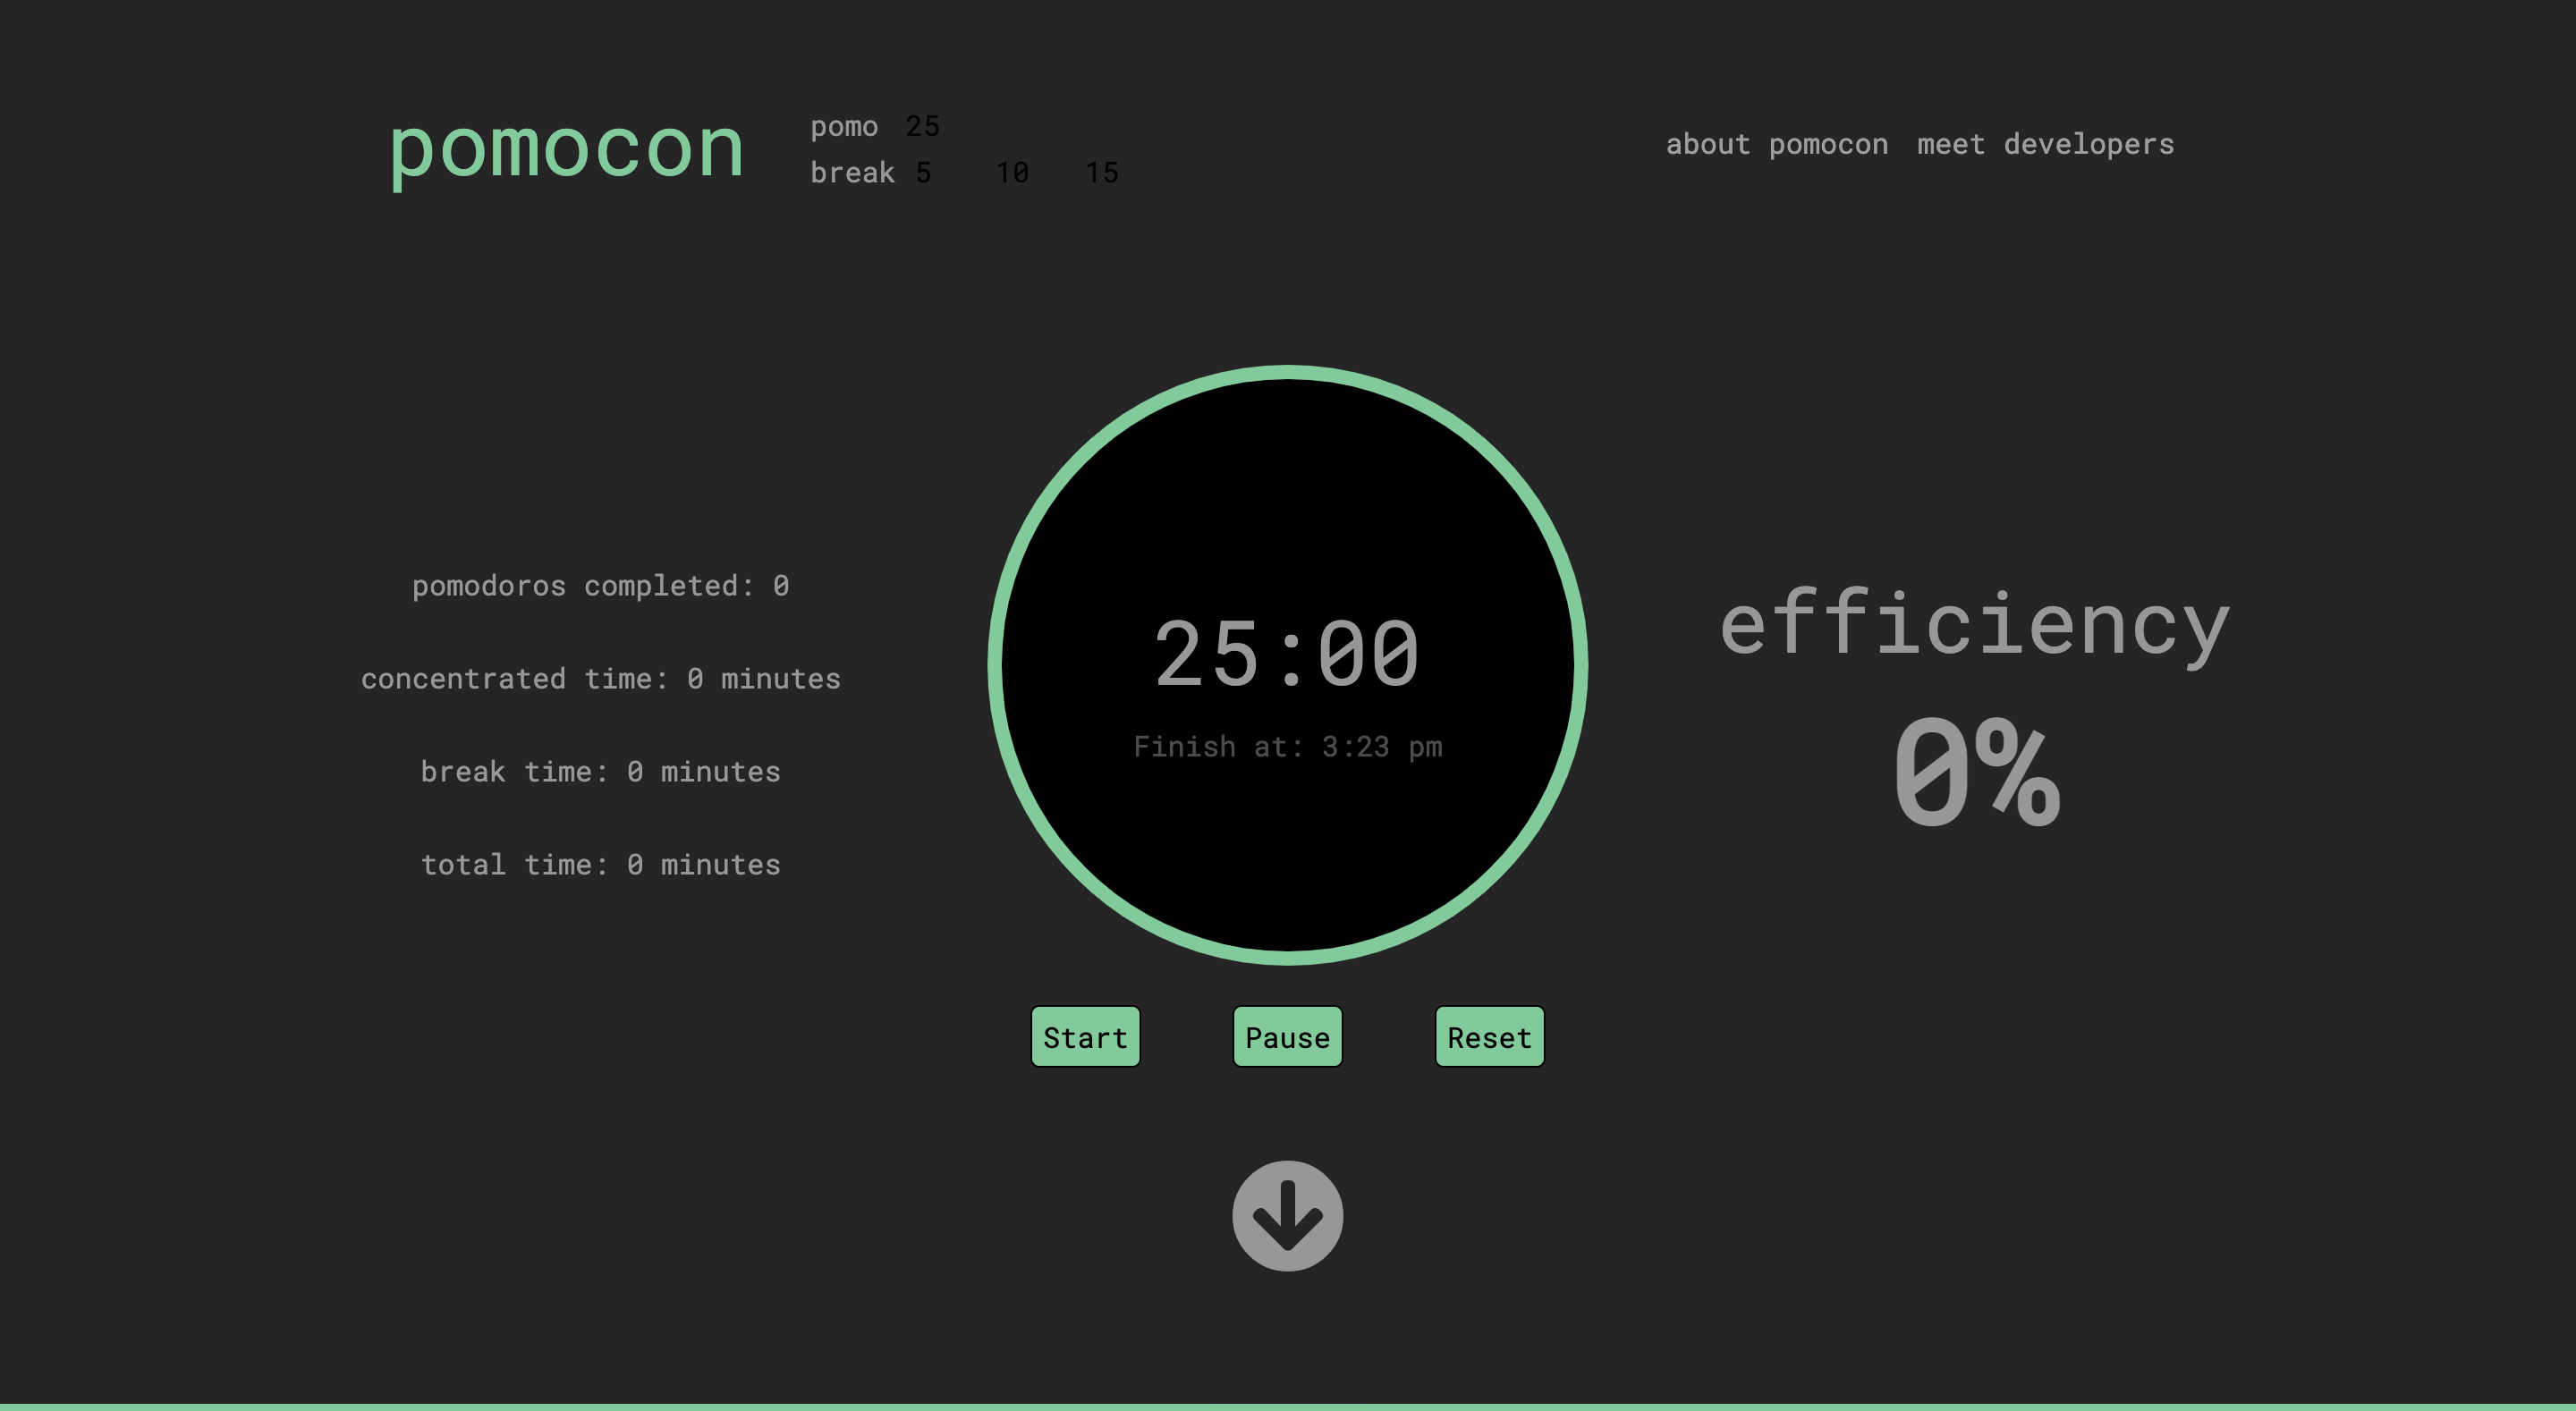 pomocon
pomo 25
break 5 10 15
about pomocon meet developers
pomodoros completed: 0
concentrated time: 0 minutes
break time: 0 minutes
total time: 0 minutes
25:00
Finish at: 3:23 pm
efficiency
0%
Start Pause Reset